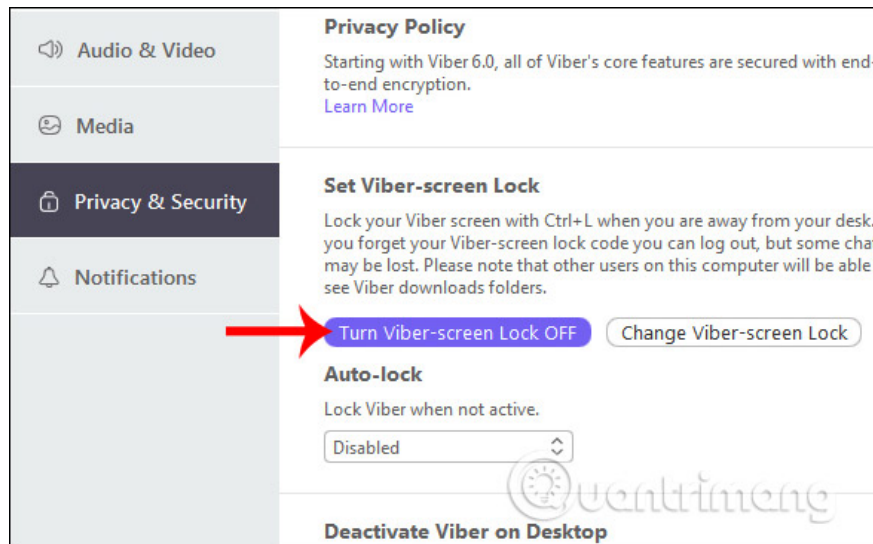 Audio & Video
Media
Privacy & Security
Notifications
Privacy Policy
Starting with Viber 6.0, all of Viber's core features are secured with end-
to-end encryption.
Learn More
Set Viber-screen Lock
Lock your Viber screen with Ctrl+L when you are away from your desk.
you forget your Viber-screen lock code you can log out, but some chat
may be lost. Please note that other users on this computer will be able
see Viber downloads folders.
Turn Viber-screen Lock OFF
Change Viber-screen Lock
Auto-lock
Lock Viber when not active.
Disabled
Quantrimang
Deactivate Viber on Desktop